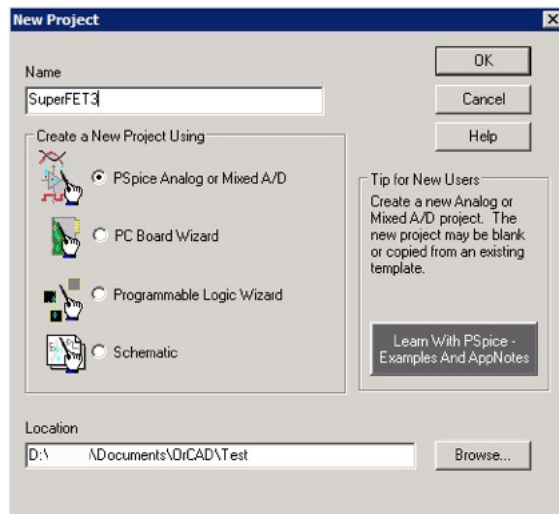 New Project
Name
SuperFET3
OK
Cancel
Help
Create a New Project Using
PSpice Analog or Mixed A/D
PC Board Wizard
Programmable Logic Wizard
Schematic
Tip for New Users
Create a new Analog or
Mixed A/D project. The
new project may be blank
or copied from an existing
template.
Learn With PSpice -
Examples And AppNotes
Location
D:\ \Documents\OrCAD\Test
Browse...